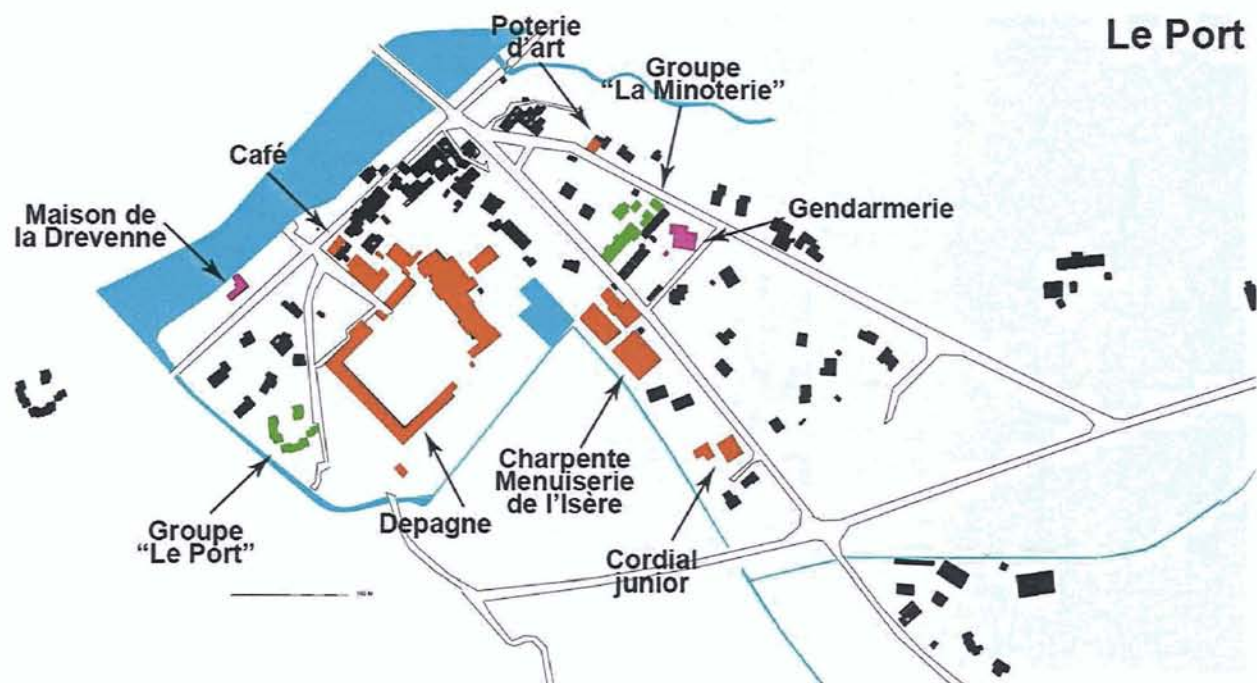 Le Port
Poterie
d'art
Groupe
"La Minoterie"
Café
Maison de
la Drevenne
Gendarmerie
Charpente
Menuiserie
de l'Isère
Depagne
Groupe
"Le Port"
Cordial
junior